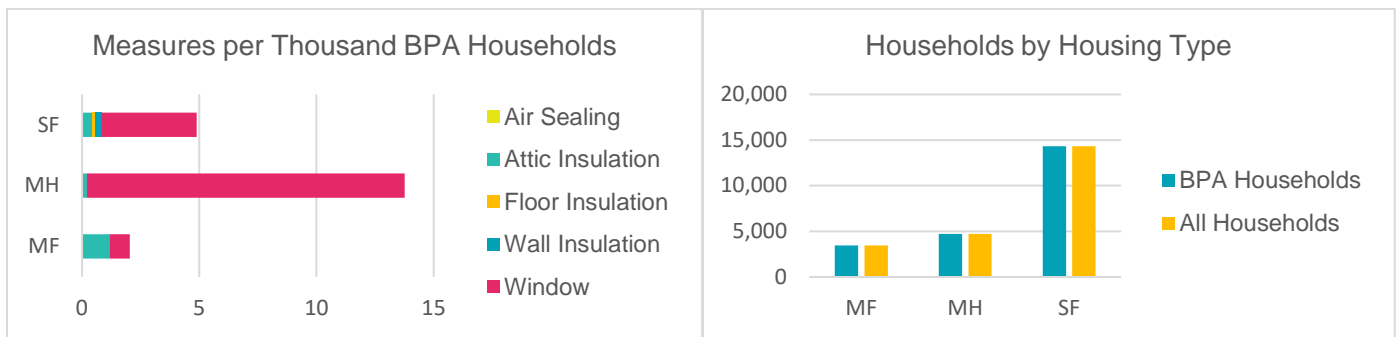 Measures per Thousand BPA Households
SF
MH
MF
0 5 10 15
Air Sealing
Attic Insulation
Floor Insulation
Wall Insulation
Window
Households by Housing Type
20,000
15,000
10,000
5,000
0
MF MH SF
BPA Households
All Households